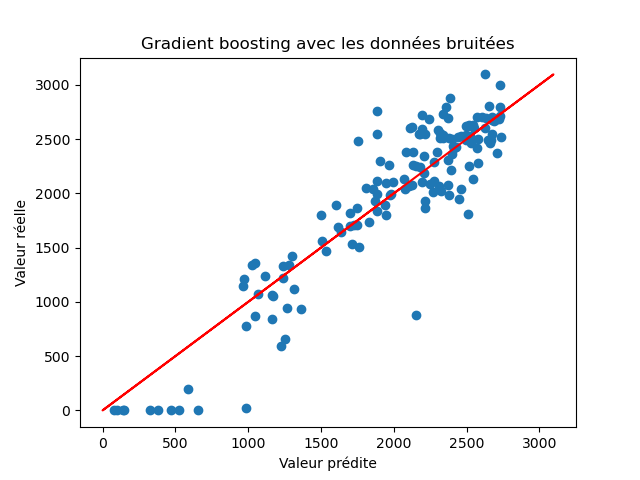 Gradient boosting avec les données bruitées
3000
2500
2000
1500
1000
500
0
Valeur réelle
0 500 1000 1500 2000 2500 3000
Valeur prédite